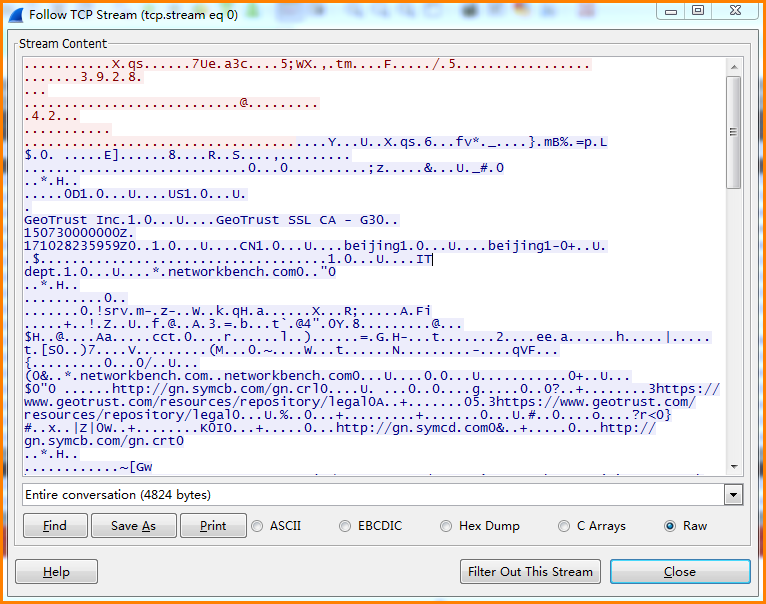 Follow TCP Stream (tcp.stream eq 0)
Stream Content
...........X.qs......7Ue.a3c....5;WX.,.tm....F...../.5.................
.......3.9.2.8.
...
...........................@.........
.4.2...
...........
......................................Y...U..X.qs.6...fv*._....}.mB%.=p.L
$.O. .....E]......8....R..S....,.........
............................0...0..........;z.....&...U._#.0
..*.H..
.....0D1.0...U....US1.0...U.
.
GeoTrust Inc.1.0...U....GeoTrust SSL CA - G30..
150730000000Z.
171028235959Z0..1.0...U....CN1.0...U....beijing1.0...U....beijing1-0+..U.
.$....................................1.0...U....IT
dept.1.0...U....*.networkbench.com0.."0
..*.H..
..........0..
.......0.!srv.m-.z-..W..k.qH.a......X...R;.....A.Fi
.....+..!.Z..U..f.@..A.3.=.b...t`.@4".OY.8.........@...
$H..@....Aa.....cct.0....r......l..)......=.G.H-...t.......2....ee.a......h.....|.....
t.[S0..)7....V.........(M...0.~....W...t......N.........-....qVF...
{.........0...0/..U...
(0&..*.networkbench.com..networkbench.com0...U....0.0...U...........0+..U...
$0"0 ......http://gn.symcb.com/gn.crl0....U......0..0....g.....0..0?..+.......3https://
www.geotrust.com/resources/repository/legal0A..+.......05.3https://www.geotrust.com/
resources/repository/legal0...U.%..0...+.........+.......0...U.#..0....o....?r<0}
#..x..|Z|0W..+........K0I0...+.....0...http://gn.symcd.com0&..+.....0...http://
gn.symcb.com/gn.crt0
..*.H..
............~[Gw
Entire conversation (4824 bytes)
Find
Save As
Print
ASCII
EBCDIC
Hex Dump
C Arrays
Raw
Help
Filter Out This Stream
Close